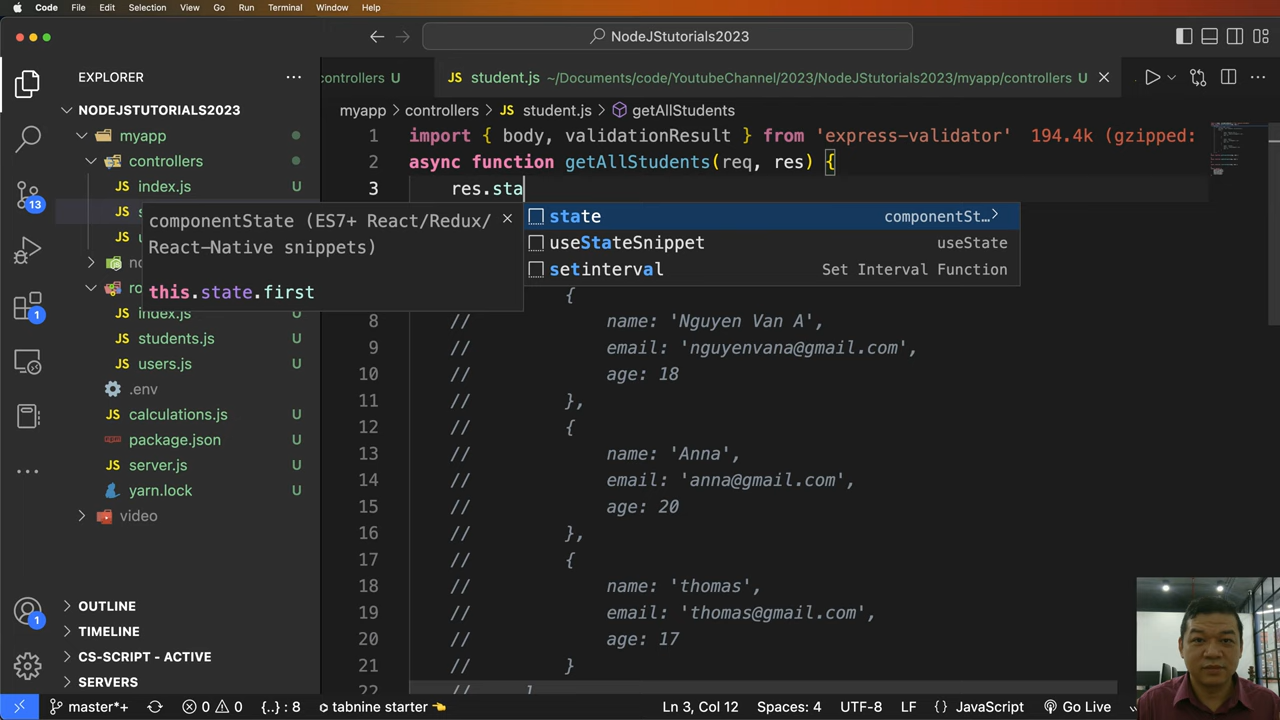 Code File Edit Selection View Go Run Terminal Window Help
NodeJStutorials2023
EXPLORER
controllers U
student.js ~/Documents/code/YoutubeChannel/2023/NodeJStutorials2023/myapp/controllers U
NODEJSTUTORIALS2023
myapp > controllers > JS student.js > getAllStudents
myapp
controllers
JS index.js U
JS
JS
JS index.js U
JS students.js U
JS users.js U
.env
JS calculations.js U
package.json U
JS server.js U
yarn.lock U
video
OUTLINE
TIMELINE
CS-SCRIPT - ACTIVE
SERVERS
13
1
1
1 import { body, validationResult } from 'express-validator' 194.4k (gzipped:
2 async function getAllStudents(req, res) {
3 res.sta
state componentSt...
useStateSnippet useState
setinterval Set Interval Function
componentState (ES7+ React/Redux/
React-Native snippets)
this.state.first
{
8 // name: 'Nguyen Van A',
9 // email: 'nguyenvana@gmail.com',
10 // age: 18
11 // },
12 // {
13 // name: 'Anna',
14 // email: 'anna@gmail.com',
15 // age: 20
16 // },
17 // {
18 // name: 'thomas',
19 // email: 'thomas@gmail.com',
20 // age: 17
21 // }
22 // ]
master*+ 0 0 {..} : 8 tabnine starter Ln 3, Col 12 Spaces: 4 UTF-8 LF {} JavaScript Go Live